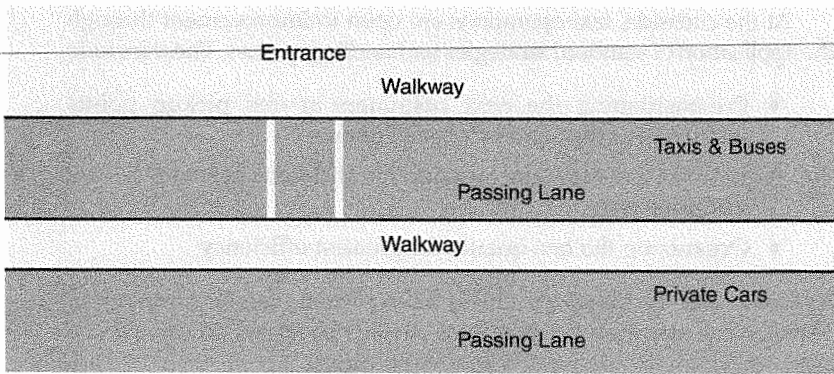 Entrance
Walkway
Taxis & Buses
Passing Lane
Walkway
Private Cars
Passing Lane